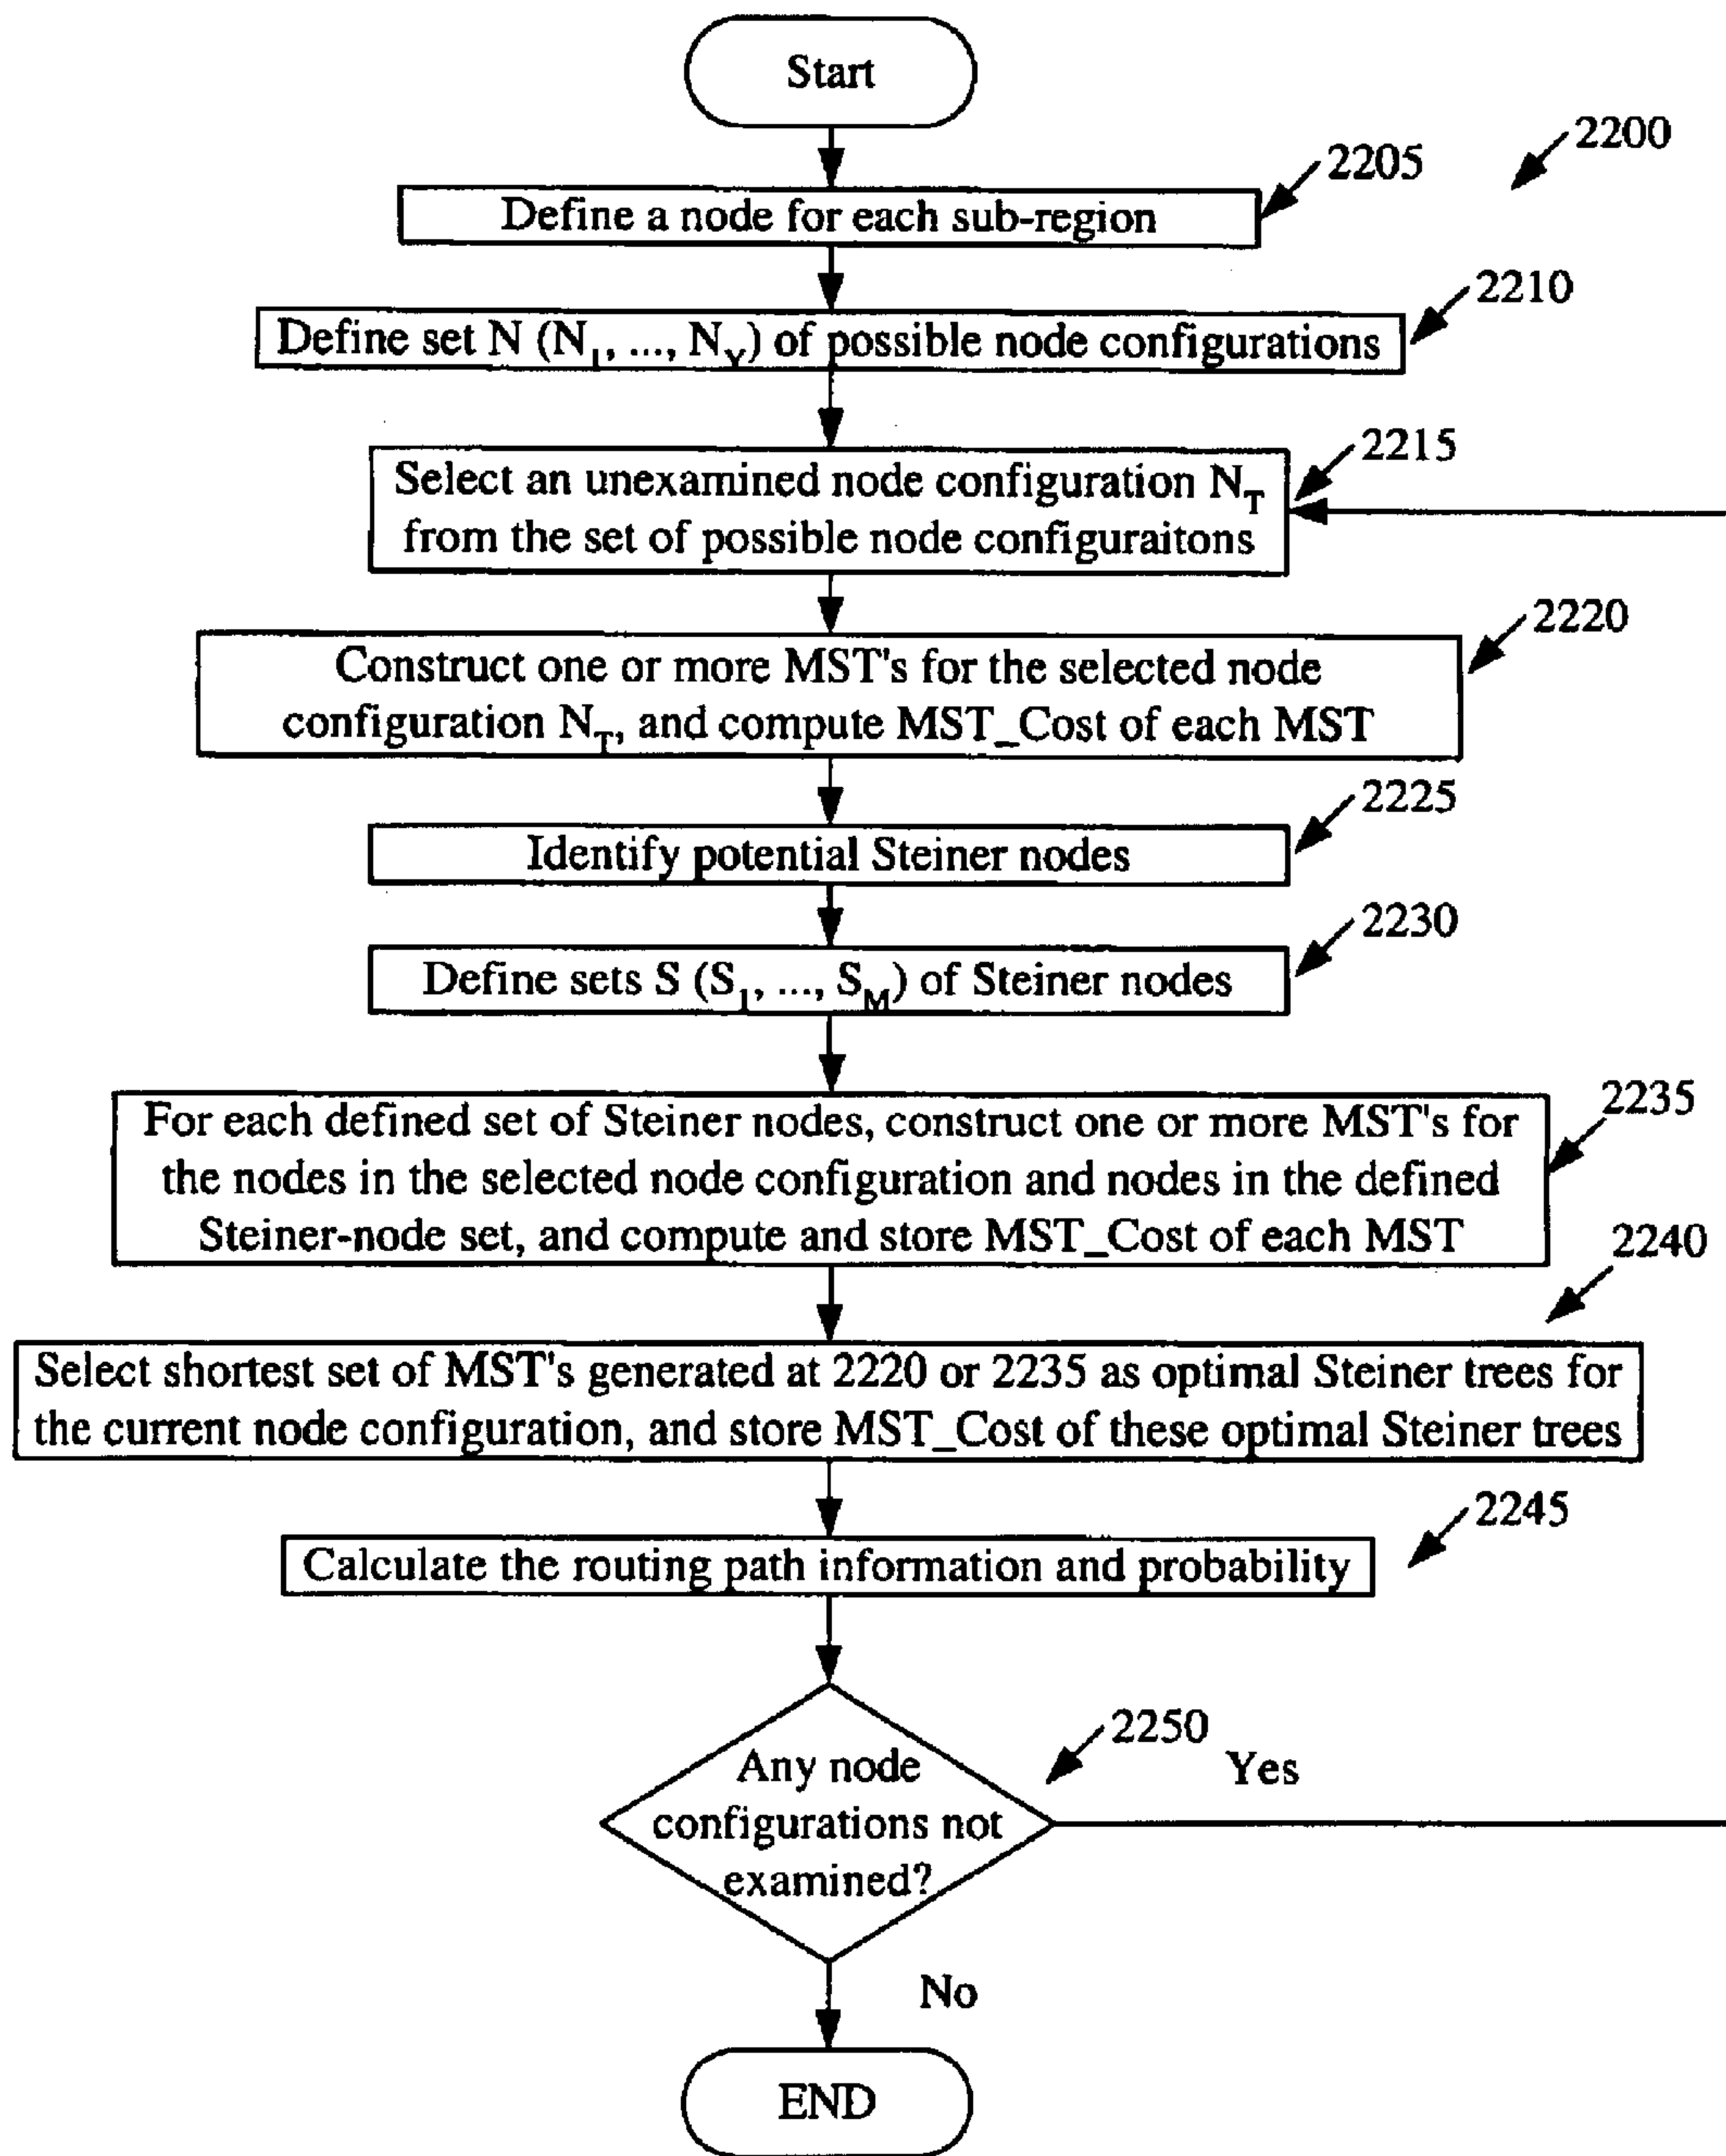 Start
2200
2205
Define a node for each sub-region
2210
Define set N (N1, ..., NY) of possible node configurations
2215
Select an unexamined node configuration NT
from the set of possible node configuraitons
2220
Construct one or more MST's for the selected node
configuration NT, and compute MST_Cost of each MST
2225
Identify potential Steiner nodes
2230
Define sets S (S1, ..., SM) of Steiner nodes
2235
For each defined set of Steiner nodes, construct one or more MST's for
the nodes in the selected node configuration and nodes in the defined
Steiner-node set, and compute and store MST_Cost of each MST
2240
Select shortest set of MST's generated at 2220 or 2235 as optimal Steiner trees for
the current node configuration, and store MST_Cost of these optimal Steiner trees
2245
Calculate the routing path information and probability
2250
Any node
configurations not
examined?
Yes
No
END